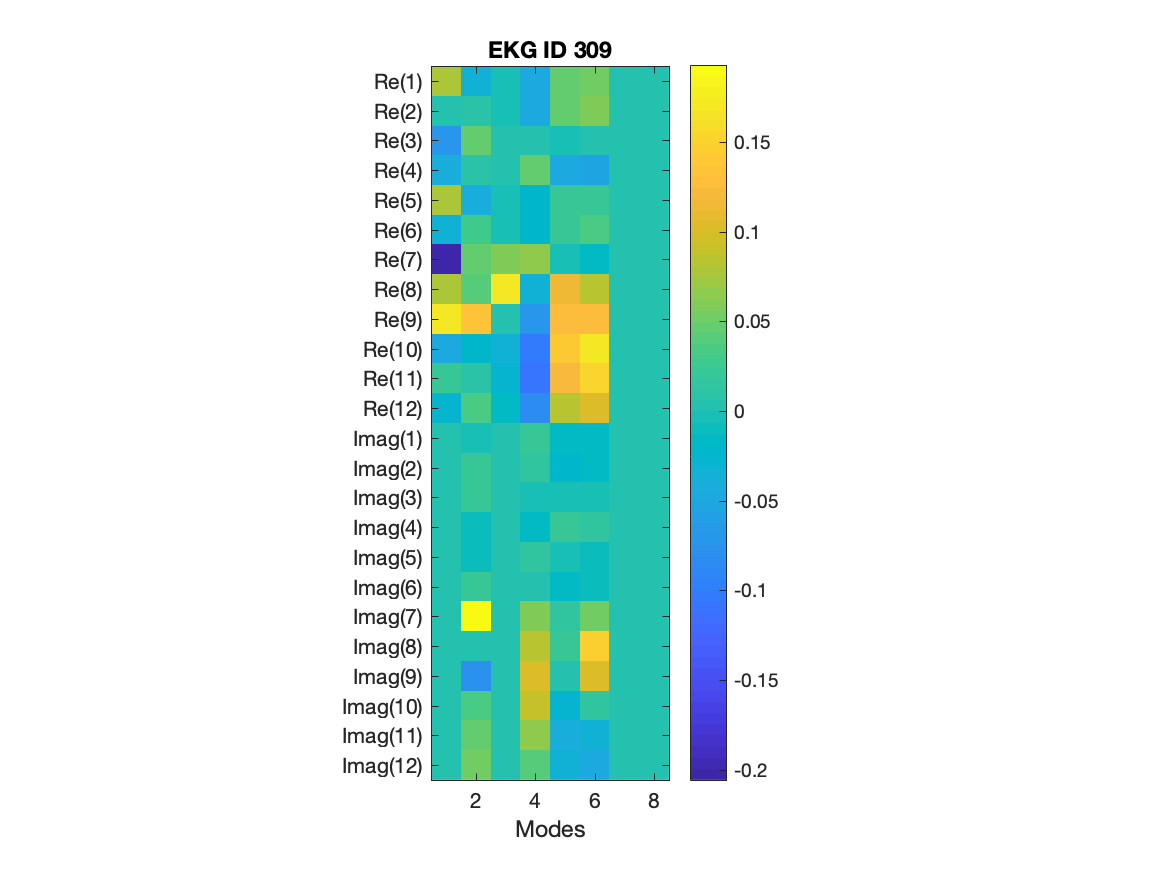 EKG ID 309
Re(1)
Re(2)
Re(3)
Re(4)
Re(5)
Re(6)
Re(7)
Re(8)
Re(9)
Re(10)
Re(11)
Re(12)
Imag(1)
Imag(2)
Imag(3)
Imag(4)
Imag(5)
Imag(6)
Imag(7)
Imag(8)
Imag(9)
Imag(10)
Imag(11)
Imag(12)
2 4 6 8
Modes
0.15
0.1
0.05
0
-0.05
-0.1
-0.15
-0.2